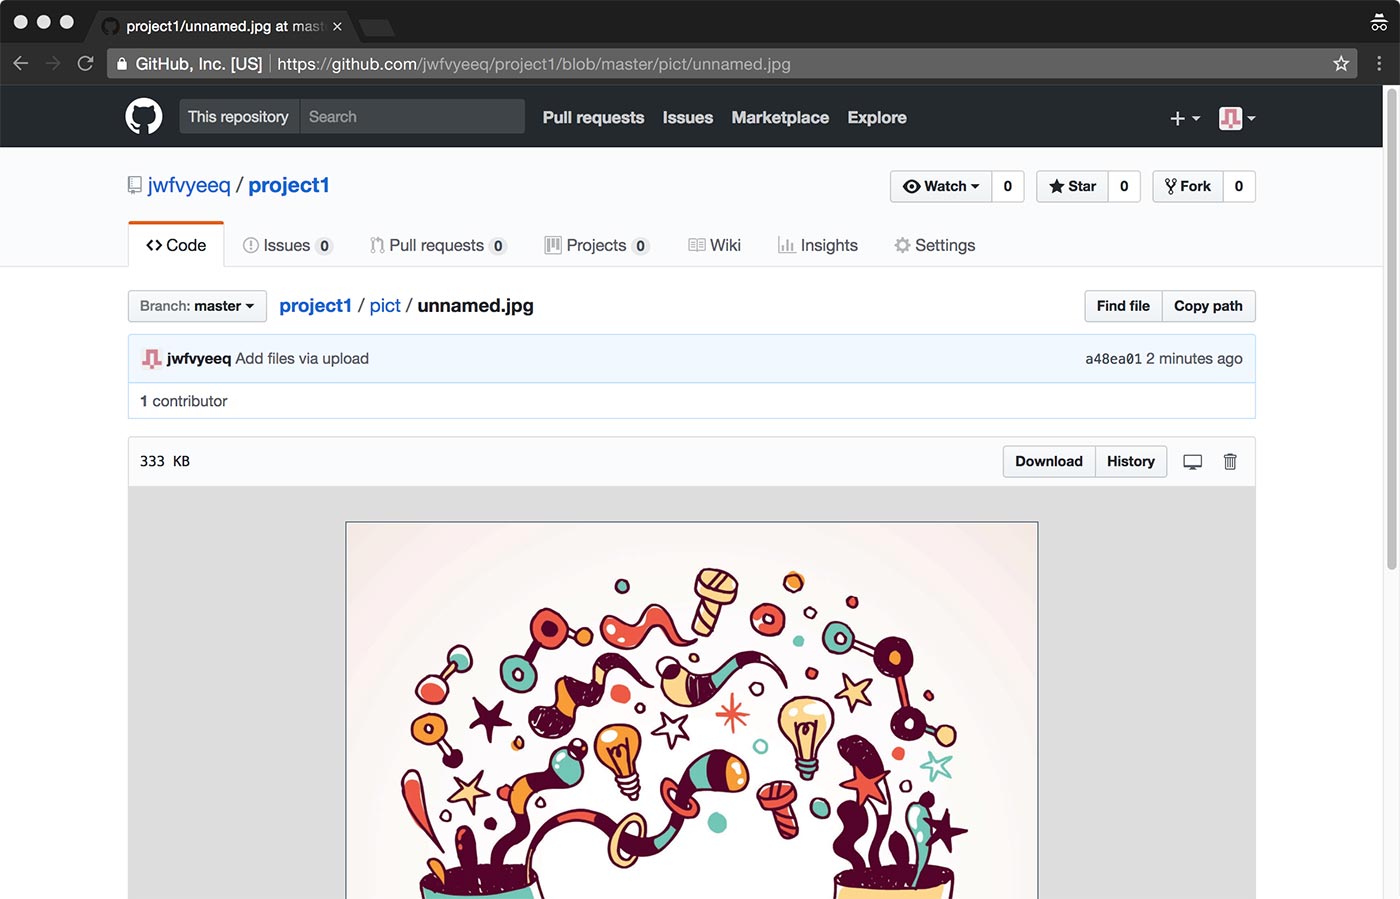 project1/unnamed.jpg at mast
GitHub, Inc. [US] https://github.com/jwfvyeeq/project1/blob/master/pict/unnamed.jpg
This repository Search Pull requests Issues Marketplace Explore
jwfvyeeq / project1 Watch 0 Star 0 Fork 0
Code Issues 0 Pull requests 0 Projects 0 Wiki Insights Settings
Branch: master project1 / pict / unnamed.jpg Find file Copy path
jwfvyeeq Add files via upload a48ea01 2 minutes ago
1 contributor
333 KB Download History